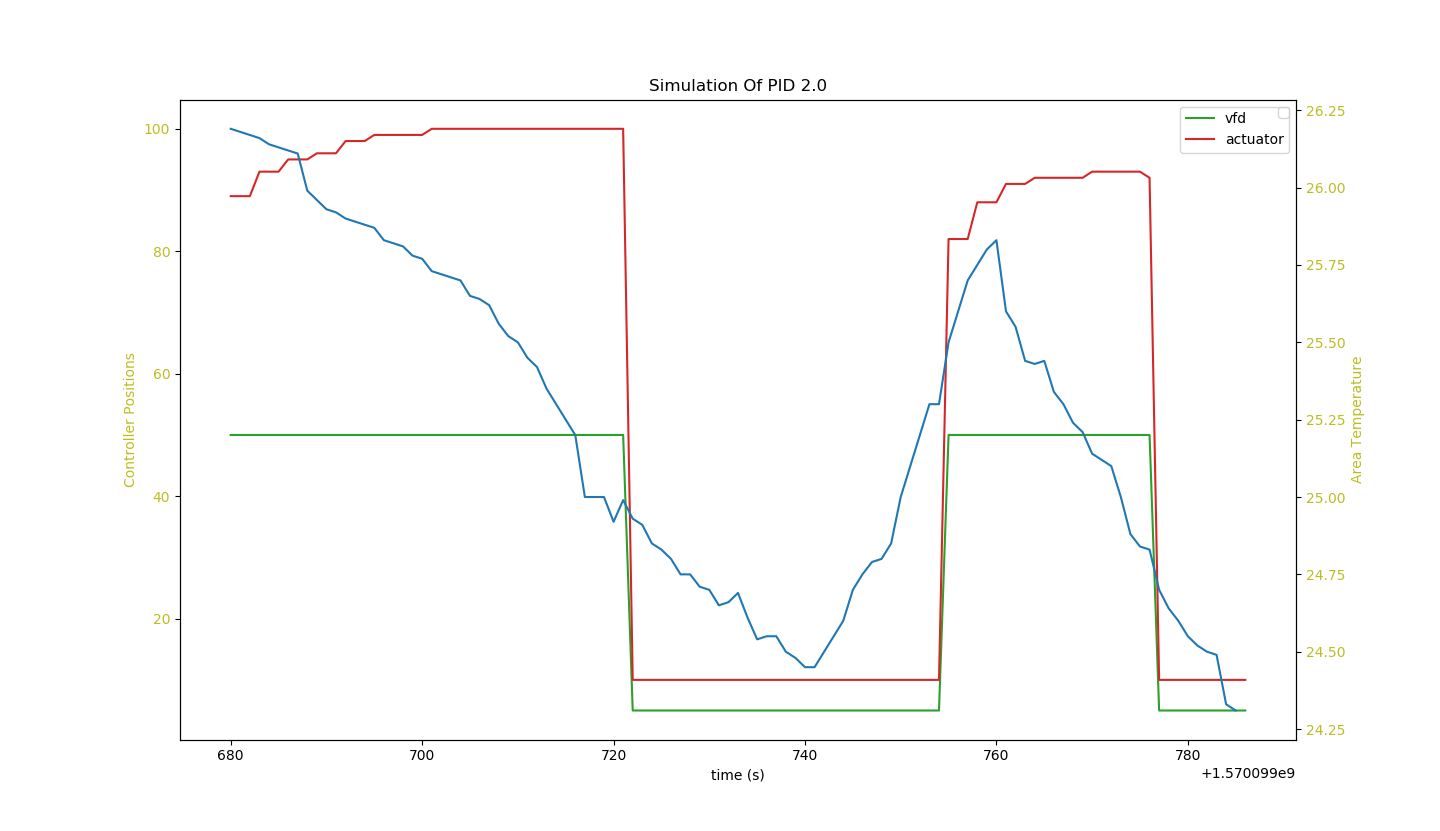 Simulation Of PID 2.0
vfd
actuator
100
80
60
40
20
Controller Positions
26.25
26.00
25.75
25.50
25.25
25.00
24.75
24.50
24.25
Area Temperature
680 700 720 740 760 780
time (s)
+1.570099e9